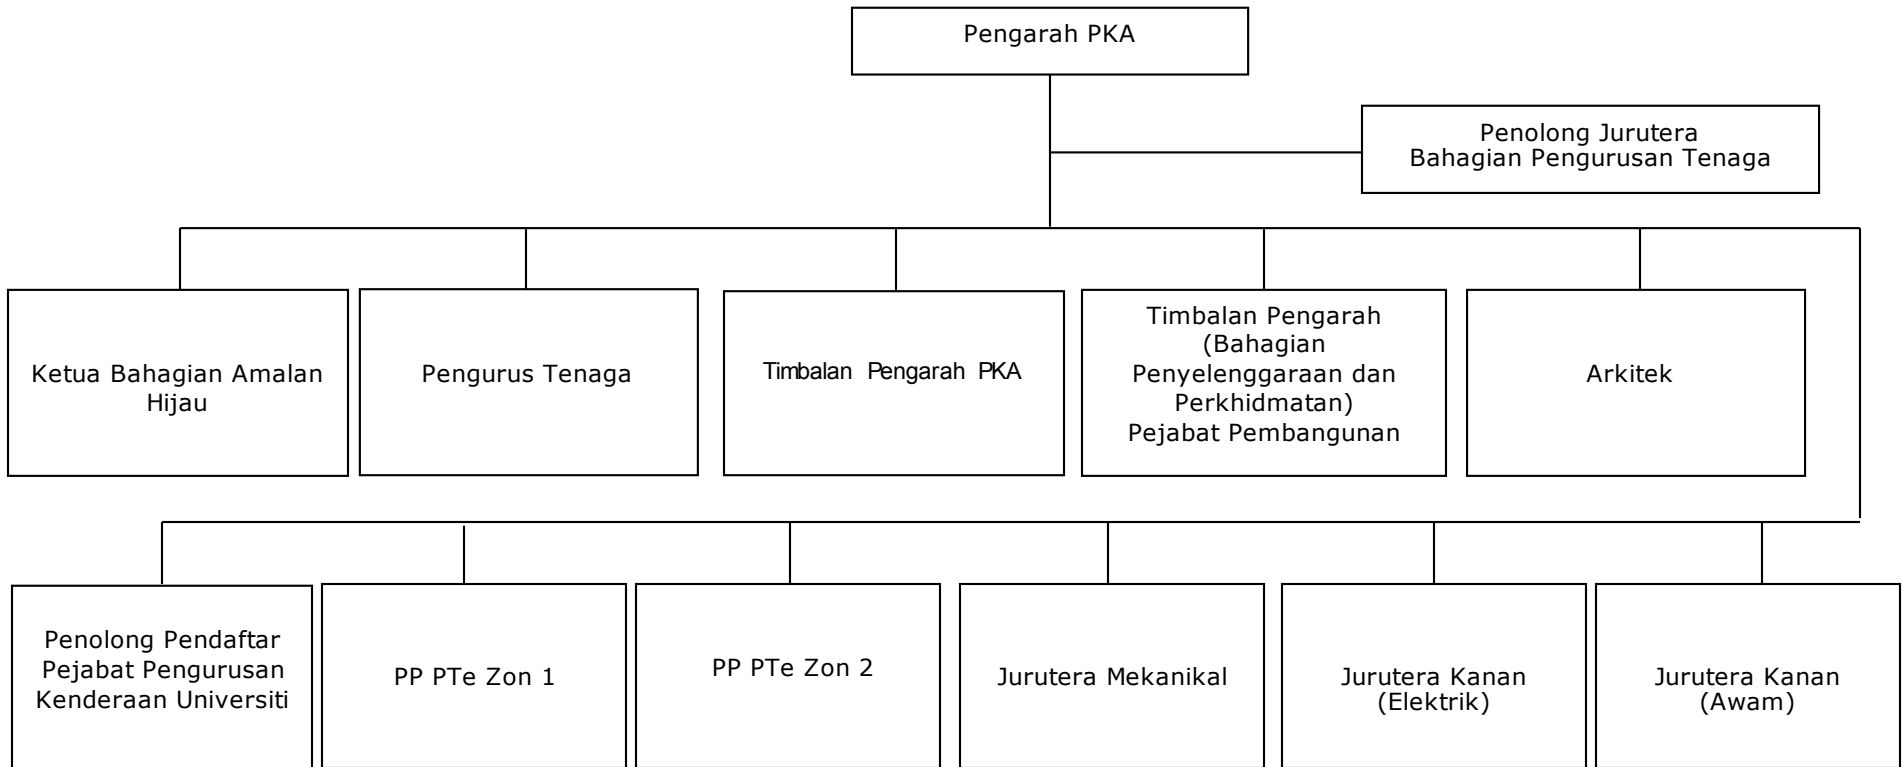 Pengarah PKA
Penolong Jurutera
Bahagian Pengurusan Tenaga
Ketua Bahagian Amalan
Hijau
Pengurus Tenaga
Timbalan Pengarah PKA
Timbalan Pengarah
(Bahagian
Penyelenggaraan dan
Perkhidmatan)
Pejabat Pembangunan
Arkitek
Penolong Pendaftar
Pejabat Pengurusan
Kenderaan Universiti
PP PTe Zon 1
PP PTe Zon 2
Jurutera Mekanikal
Jurutera Kanan
(Elektrik)
Jurutera Kanan
(Awam)